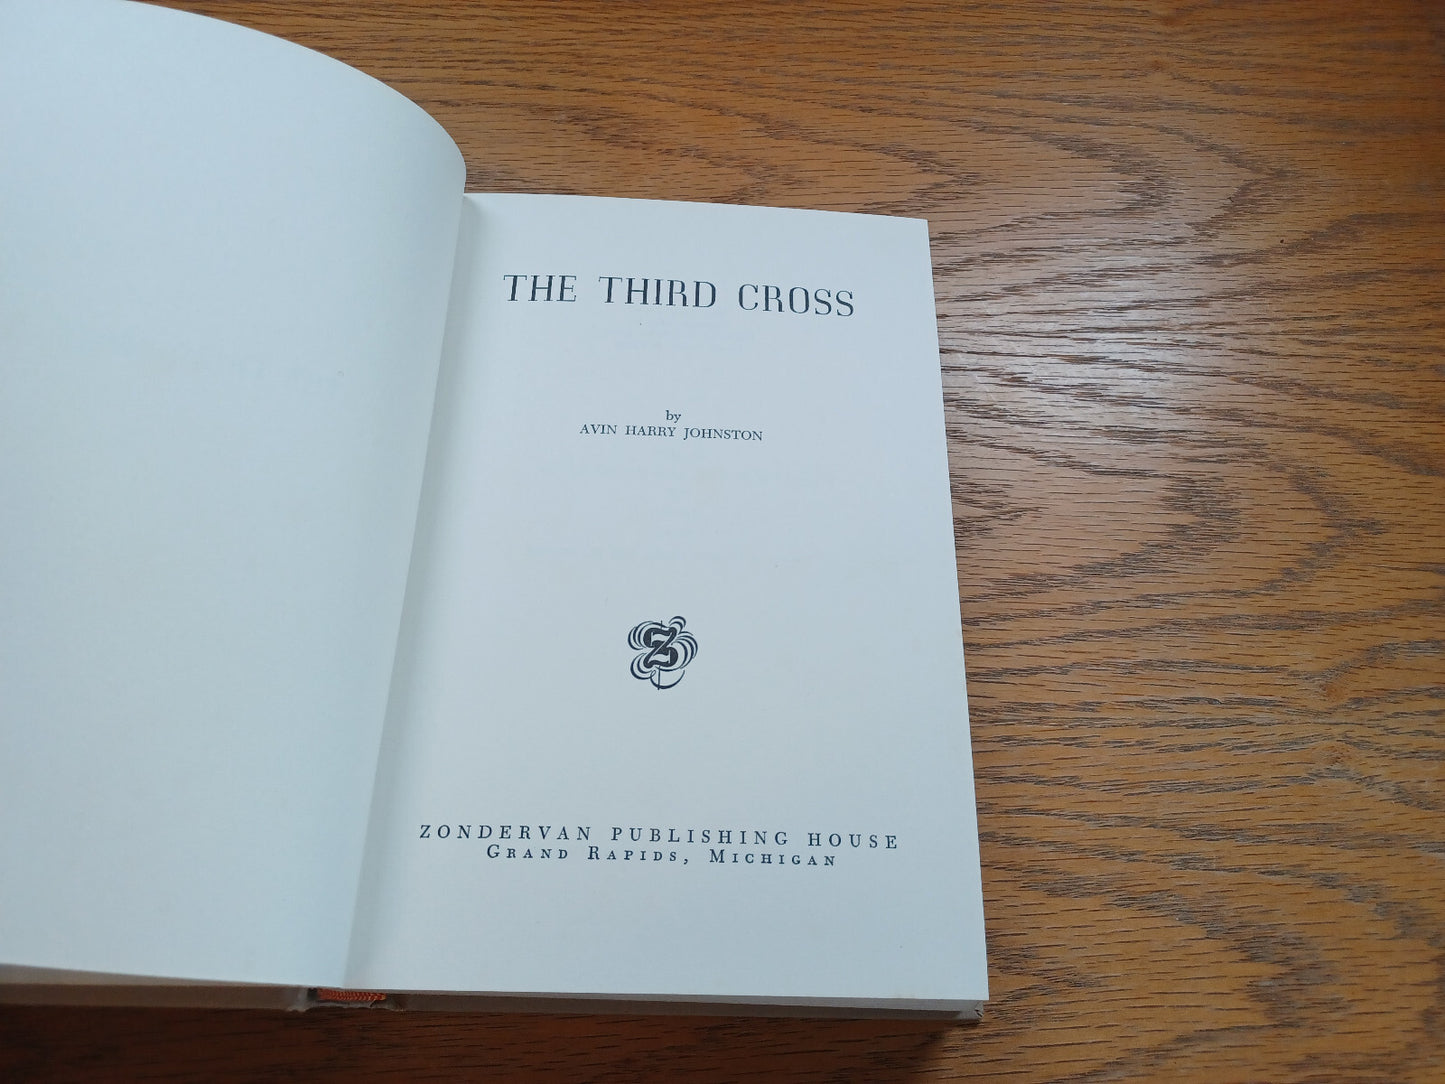 THE THIRD CROSS
by
AVIN HARRY JOHNSTON
Z
ZONDERVAN PUBLISHING HOUSE
GRAND RAPIDS, MICHIGAN